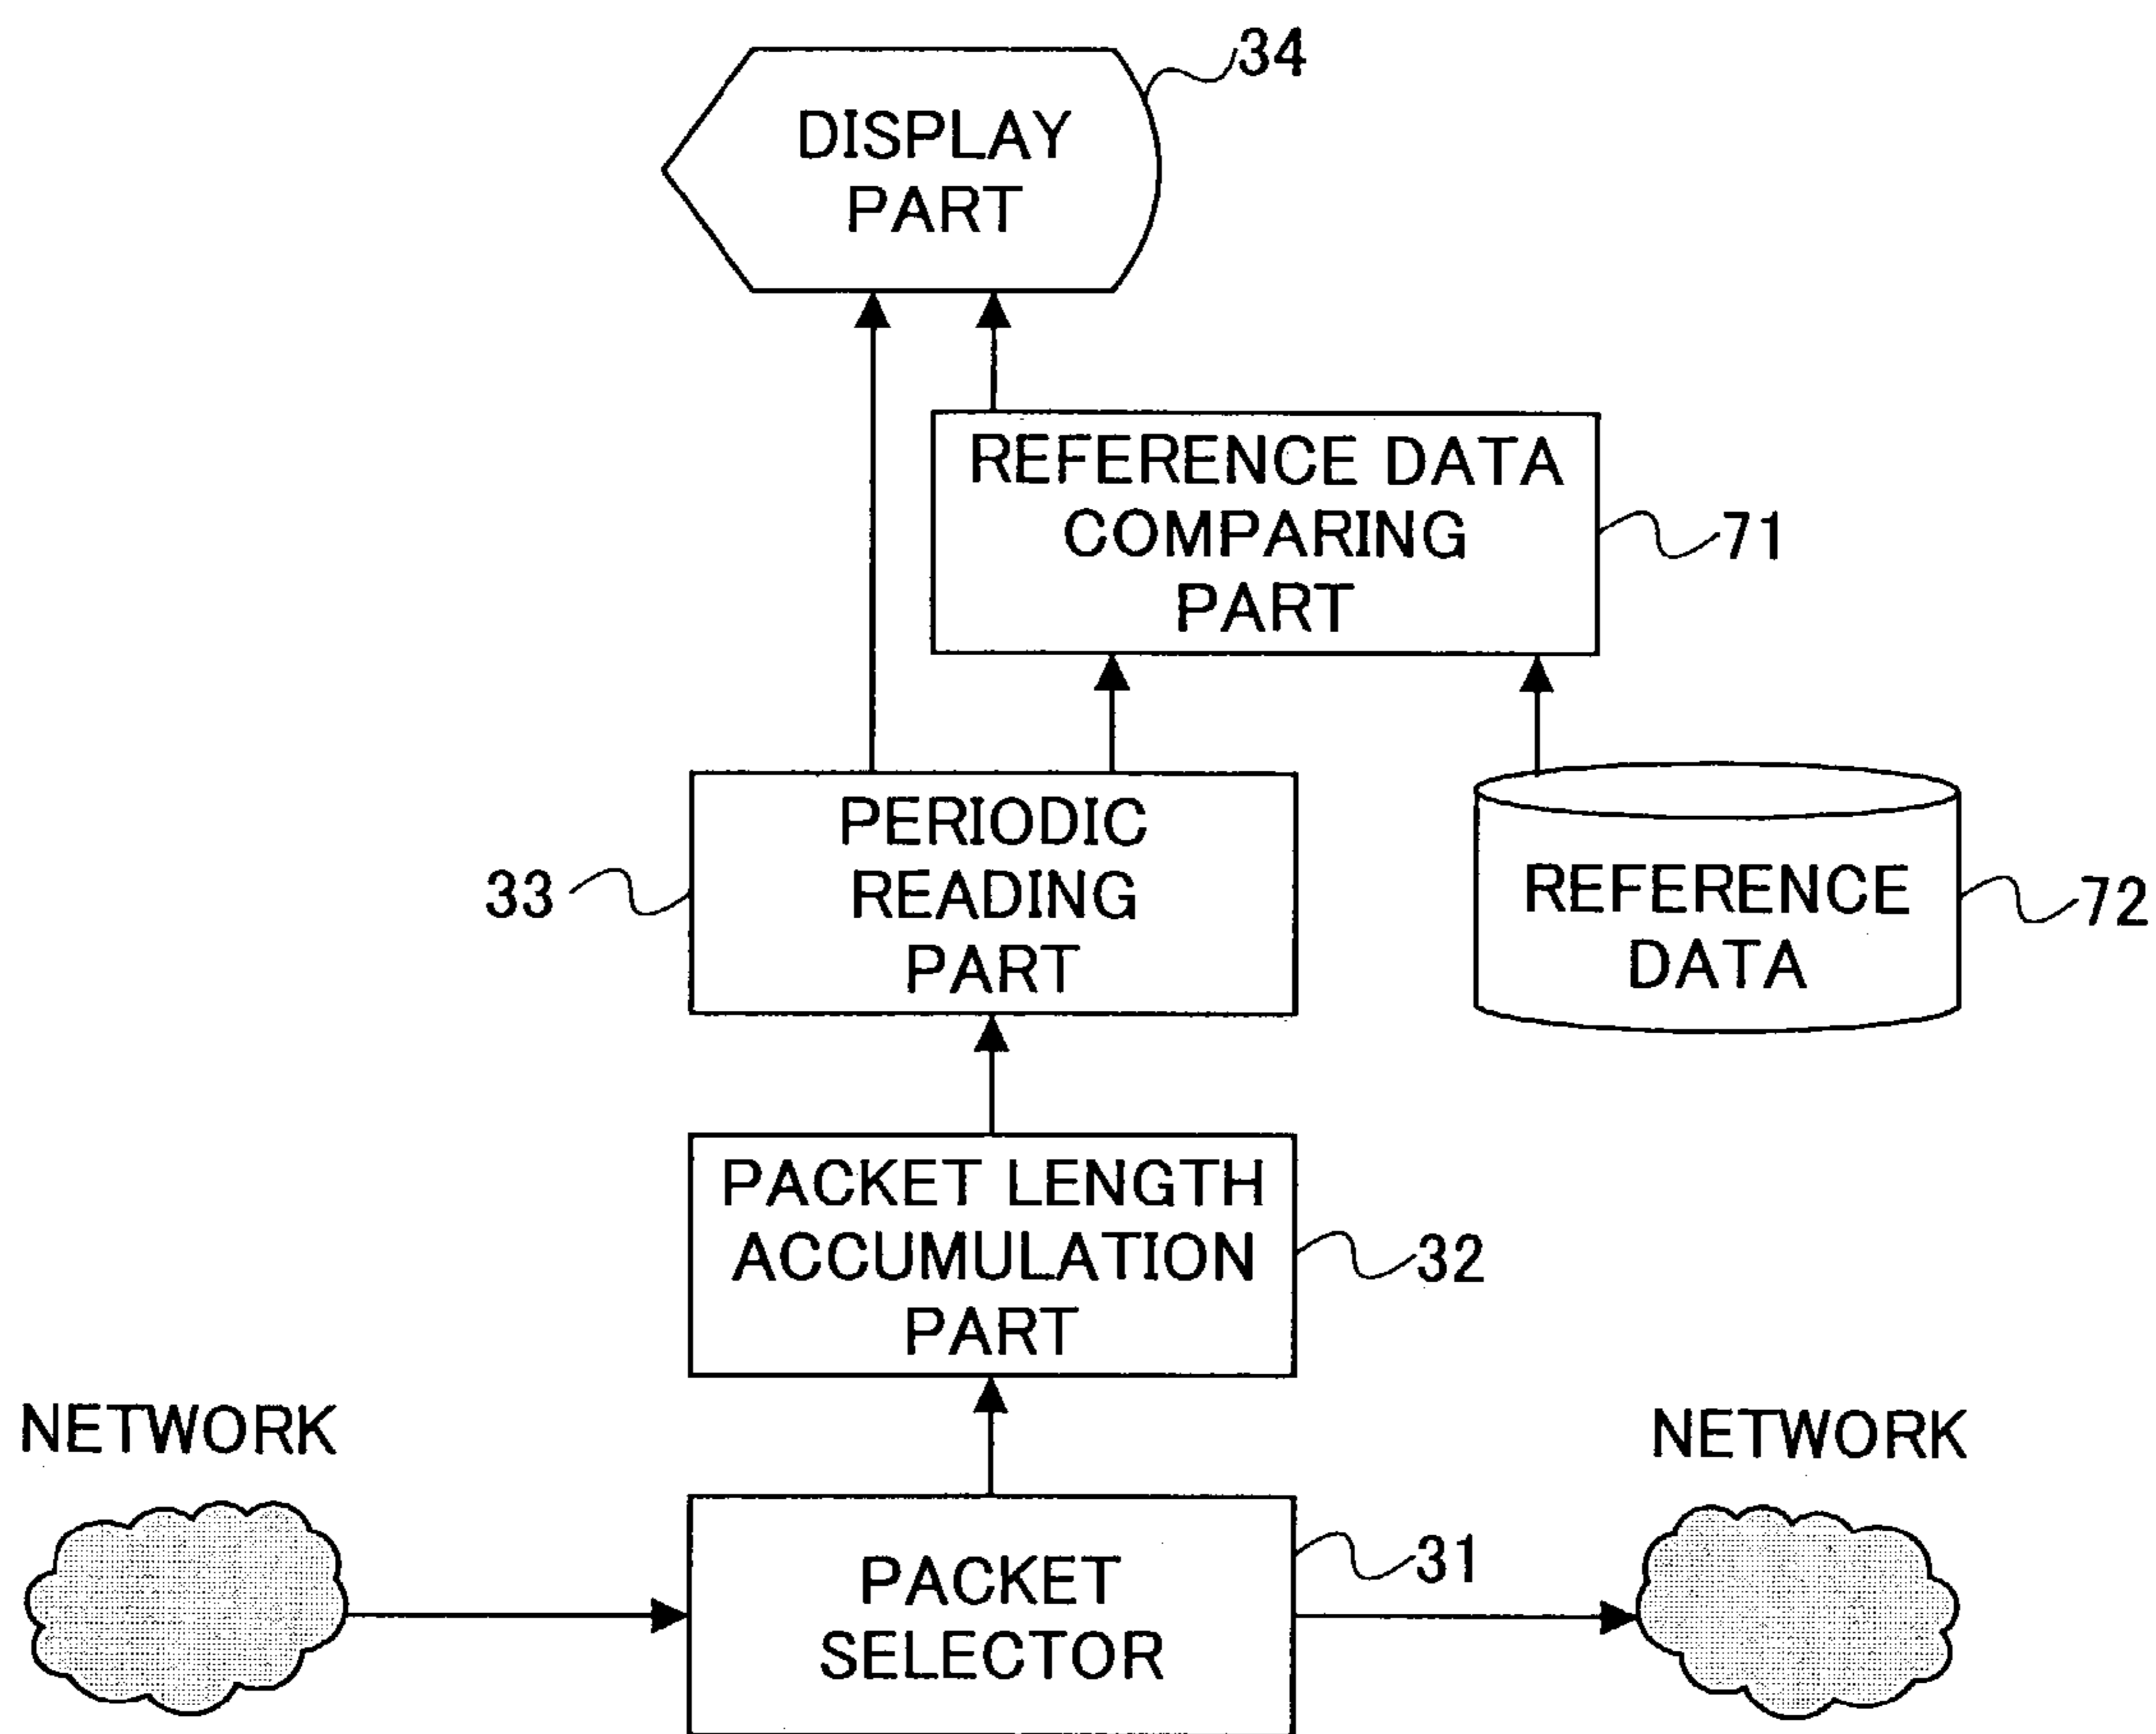 34
DISPLAY
PART
REFERENCE DATA
COMPARING
PART
71
PERIODIC
READING
PART
33
REFERENCE
DATA
72
PACKET LENGTH
ACCUMULATION
PART
32
NETWORK
NETWORK
PACKET
SELECTOR
31